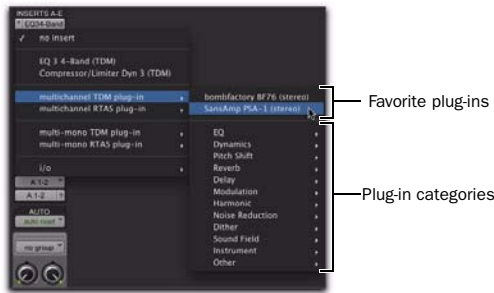 INSERTS A-E
EQ34-Band
✓ no insert
EQ 3 4-Band (TDM)
Compressor/Limiter Dyn 3 (TDM)
multichannel TDM plug-in
multichannel RTAS plug-in
multi-mono TDM plug-in
multi-mono RTAS plug-in
i/o
bombfactory BF76 (stereo)
SansAmp PSA-1 (stereo)
EQ
Dynamics
Pitch Shift
Reverb
Delay
Modulation
Harmonic
Noise Reduction
Dither
Sound Field
Instrument
Other
Favorite plug-ins
Plug-in categories
A 1-2
A 1-2
AUTO
auto read
no group